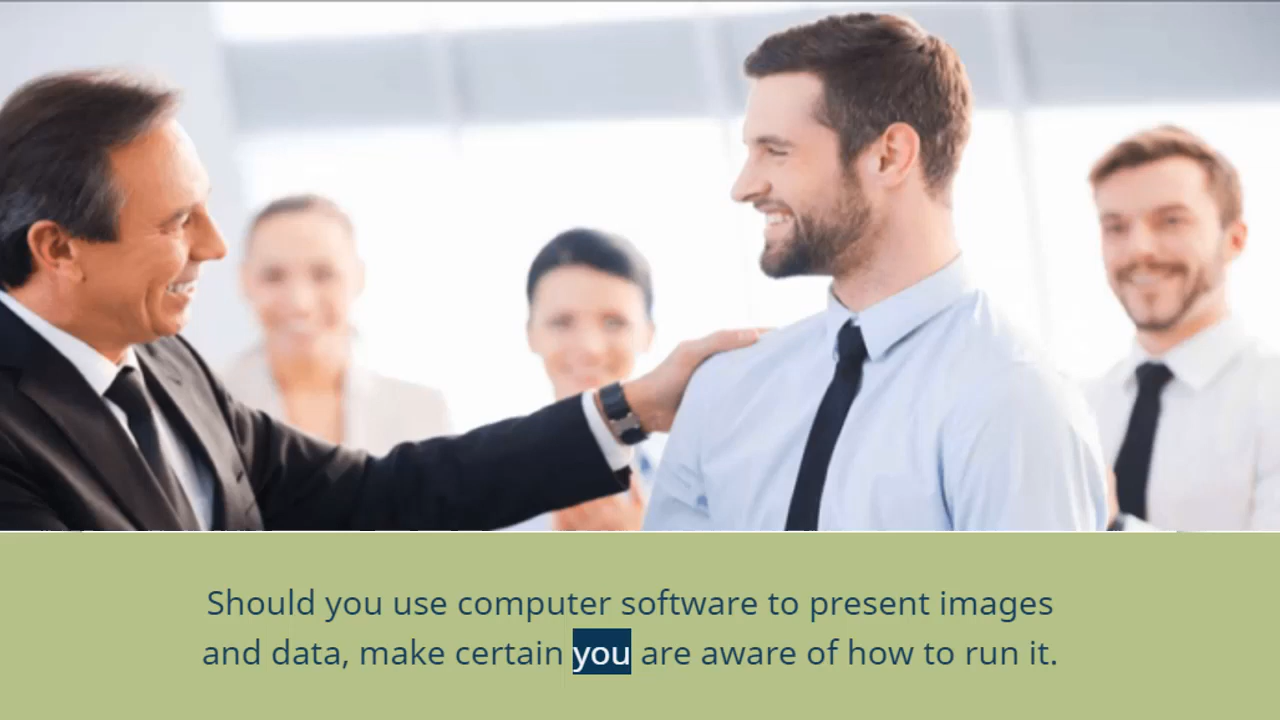 Should you use computer software to present images
and data, make certain you are aware of how to run it.